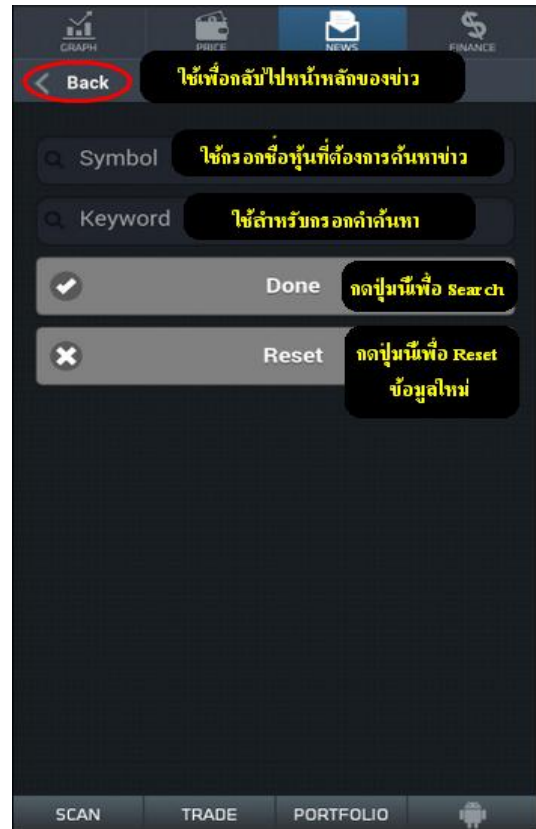 GRAPH PRICE NEWS FINANCE
Back ใช้เพื่อกลับไปหน้าหลักของข่าว
Symbol ใช้กรอกชื่อหุ้นที่ต้องการค้นหาข่าว
Keyword ใช้สำหรับกรอกคำค้นหา
Done กดปุ่มนี้เพื่อ Search
Reset กดปุ่มนี้เพื่อ Reset
ข้อมูลใหม่
SCAN TRADE PORTFOLIO